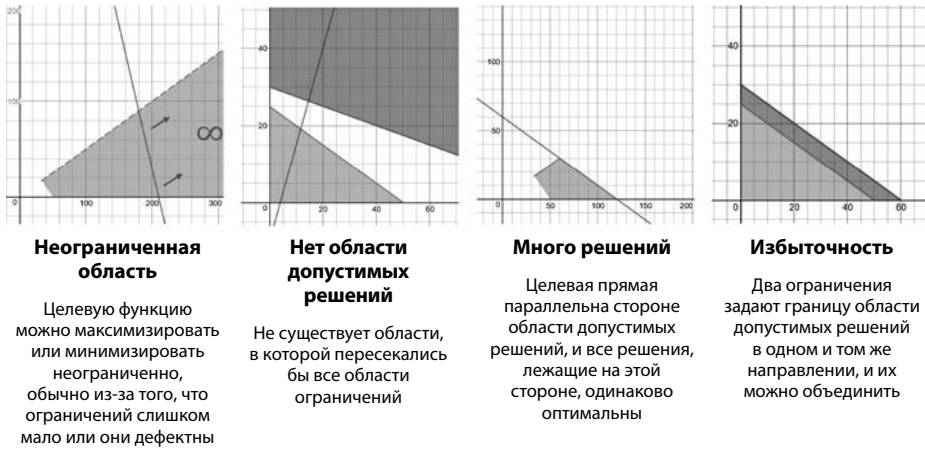 200
100
0
100
200
300
∞
40
20
0
20
40
60
100
50
0
50
100
150
200
40
20
0
20
40
60
Неограниченная
область
Целевую функцию
можно максимизировать
или минимизировать
неограниченно,
обычно из-за того, что
ограничений слишком
мало или они дефектны
Нет области
допустимых
решений
Не существует области,
в которой пересекались
бы все области
ограничений
Много решений
Целевая прямая
параллельна стороне
области допустимых
решений, и все решения,
лежащие на этой
стороне, одинаково
оптимальны
Избыточность
Два ограничения
задают границу области
допустимых решений
в одном и том же
направлении, и их
можно объединить